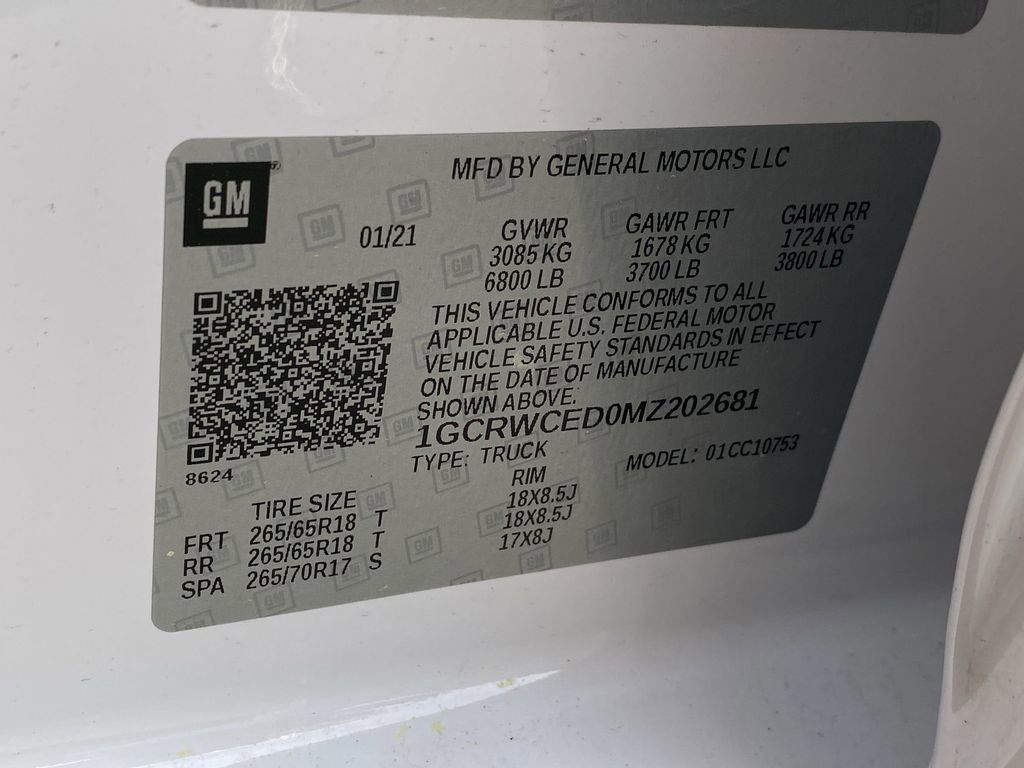 GM
MFD BY GENERAL MOTORS LLC
01/21
GVWR GAWR FRT GAWR RR
3085 KG 1678 KG 1724 KG
6800 LB 3700 LB 3800 LB
THIS VEHICLE CONFORMS TO ALL
APPLICABLE U.S. FEDERAL MOTOR
VEHICLE SAFETY STANDARDS IN EFFECT
ON THE DATE OF MANUFACTURE
SHOWN ABOVE.
1GCRWCED0MZ202681
TYPE: TRUCK MODEL: 01CC10753
8624
TIRE SIZE RIM
FRT 265/65R18 T 18X8.5J
RR 265/65R18 T 18X8.5J
SPA 265/70R17 S 17X8J